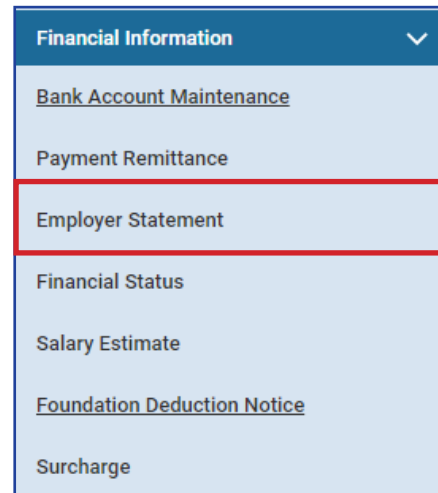 Financial Information
Bank Account Maintenance
Payment Remittance
Employer Statement
Financial Status
Salary Estimate
Foundation Deduction Notice
Surcharge